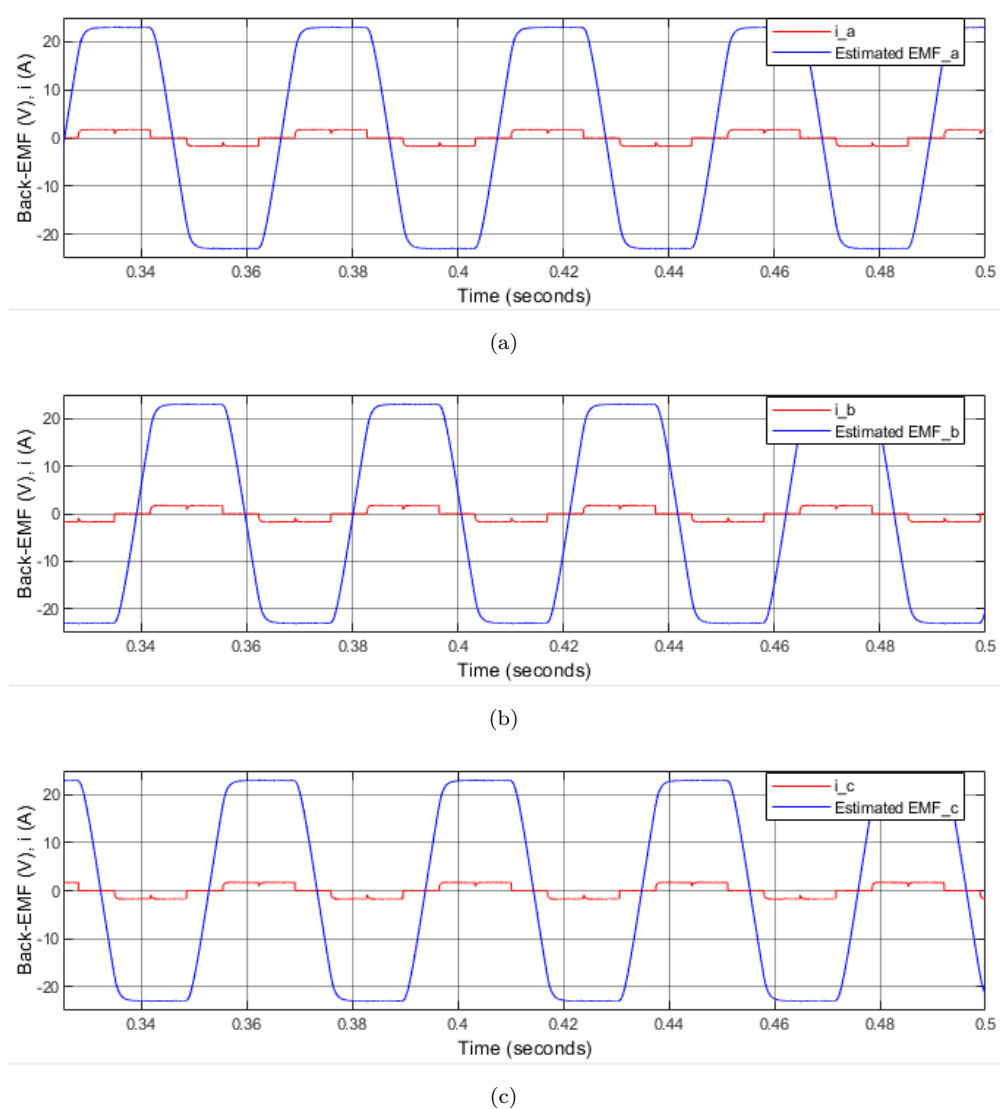 i_a
Estimated EMF_a
Back-EMF (V), i (A)
20
10
0
-10
-20
0.34 0.36 0.38 0.4 0.42 0.44 0.46 0.48 0.5
Time (seconds)
(a)
i_b
Estimated EMF_b
Back-EMF (V), i (A)
20
10
0
-10
-20
0.34 0.36 0.38 0.4 0.42 0.44 0.46 0.48 0.5
Time (seconds)
(b)
i_c
Estimated EMF_c
Back-EMF (V), i (A)
20
10
0
-10
-20
0.34 0.36 0.38 0.4 0.42 0.44 0.46 0.48 0.5
Time (seconds)
(c)